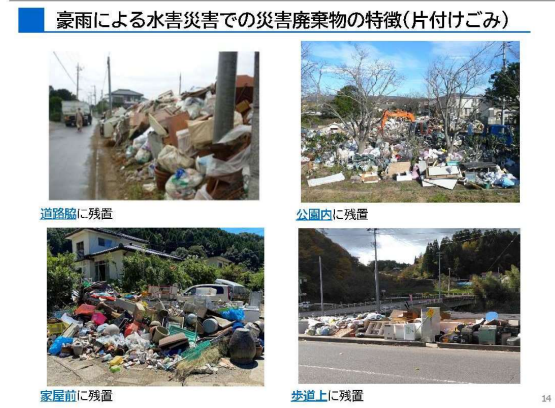 豪雨による水害災害での災害廃棄物の特徴(片付けごみ)
道路脇に残置
公園内に残置
家屋前に残置
歩道上に残置
14